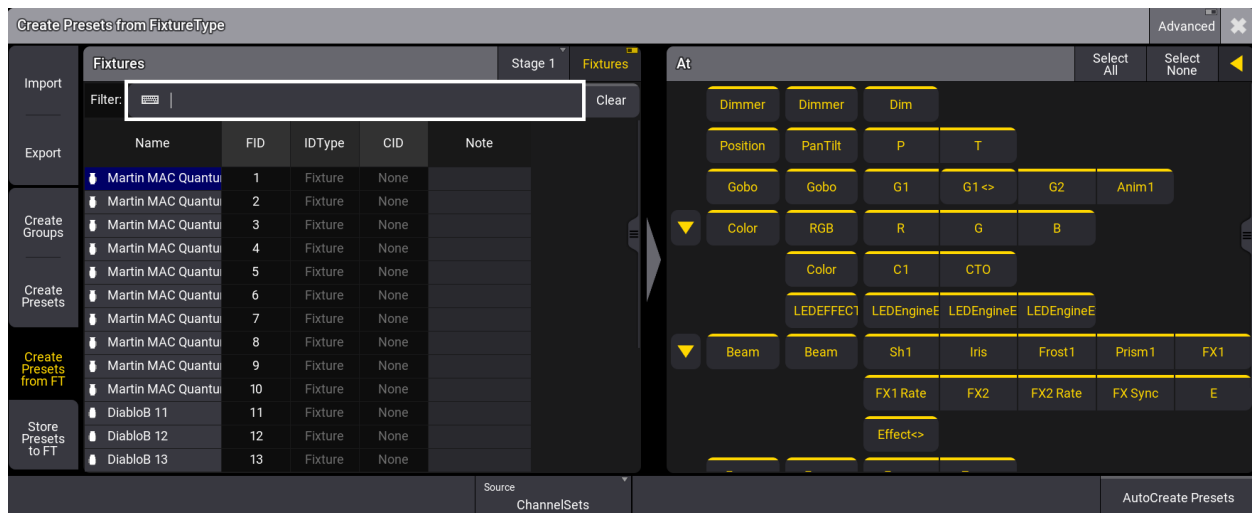 Create Presets from FixtureType
Advanced
Import
Export
Create Groups
Create Presets
Create Presets from FT
Store Presets to FT
Fixtures
Stage 1
Fixtures
Filter:
Clear
Name FID IDType CID Note
Martin MAC Quantu 1 Fixture None
Martin MAC Quantu 2 Fixture None
Martin MAC Quantu 3 Fixture None
Martin MAC Quantu 4 Fixture None
Martin MAC Quantu 5 Fixture None
Martin MAC Quantu 6 Fixture None
Martin MAC Quantu 7 Fixture None
Martin MAC Quantu 8 Fixture None
Martin MAC Quantu 9 Fixture None
Martin MAC Quantu 10 Fixture None
DiabloB 11 11 Fixture None
DiabloB 12 12 Fixture None
DiabloB 13 13 Fixture None
At
Select All
Select None
Dimmer Dimmer Dim
Position PanTilt P T
Gobo Gobo G1 G1 <> G2 Anim1
Color RGB R G B
Color C1 CTO
LEDEFFECT LEDEngineE LEDEngineE LEDEngineE
Beam Beam Sh1 Iris Frost1 Prism1 FX1
FX1 Rate FX2 FX2 Rate FX Sync E
Effect<>
Source
ChannelSets
AutoCreate Presets